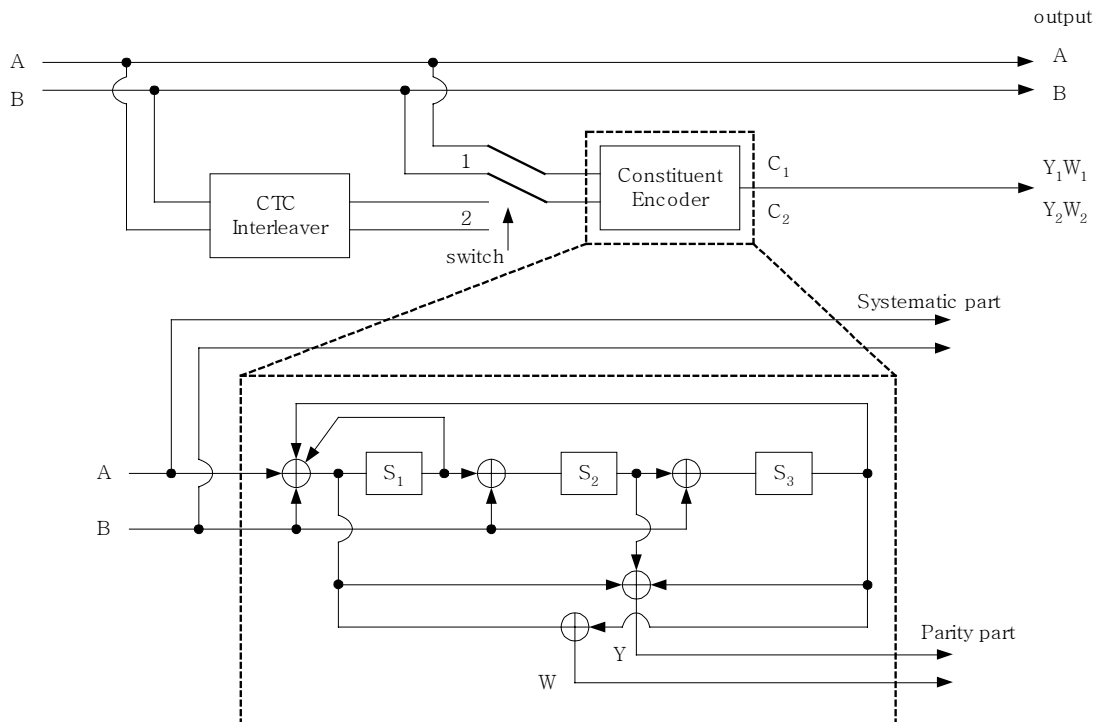 output
A
A
B
B
1
Constituent
Encoder
C₁
Y₁W₁
CTC
Interleaver
2
C₂
Y₂W₂
switch
Systematic part
A
S₁
S₂
S₃
B
Y
Parity part
W